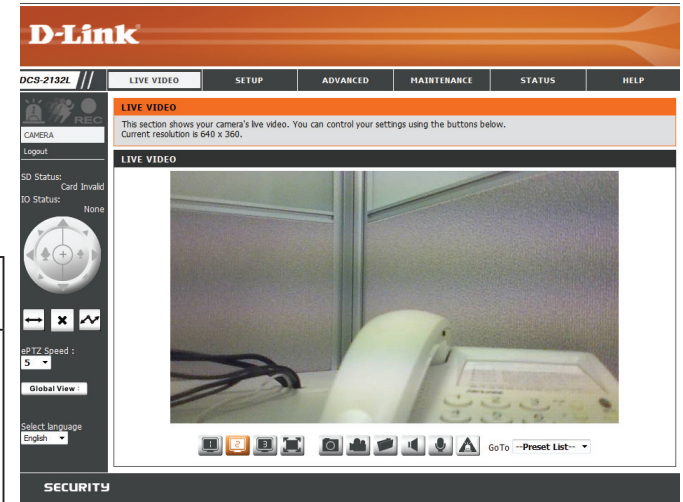 D-Link
DCS-2132L
LIVE VIDEO
SETUP
ADVANCED
MAINTENANCE
STATUS
HELP
REC
CAMERA
Logout
SD Status:
Card Invalid
IO Status:
None
ePTZ Speed :
5
Global View :
Select language
English
LIVE VIDEO
This section shows your camera's live video. You can control your settings using the buttons below.
Current resolution is 640 x 360.
LIVE VIDEO
1
2
3
GoTo --Preset List--
SECURITY